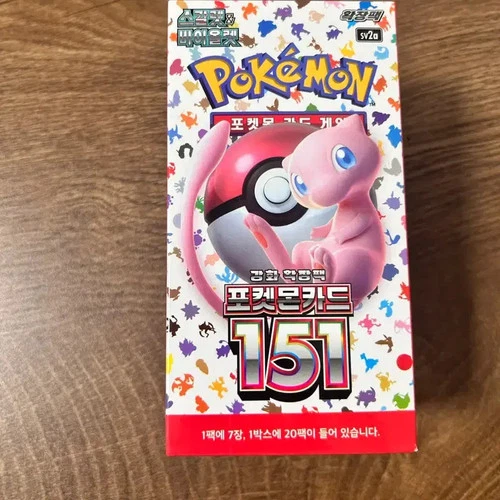 스칼렛&
바이올렛
확장팩
sv2a
POKéMON
포켓몬 카드 게임
강화 확장팩
포켓몬카드
151
1팩에 7장, 1박스에 20팩이 들어 있습니다.